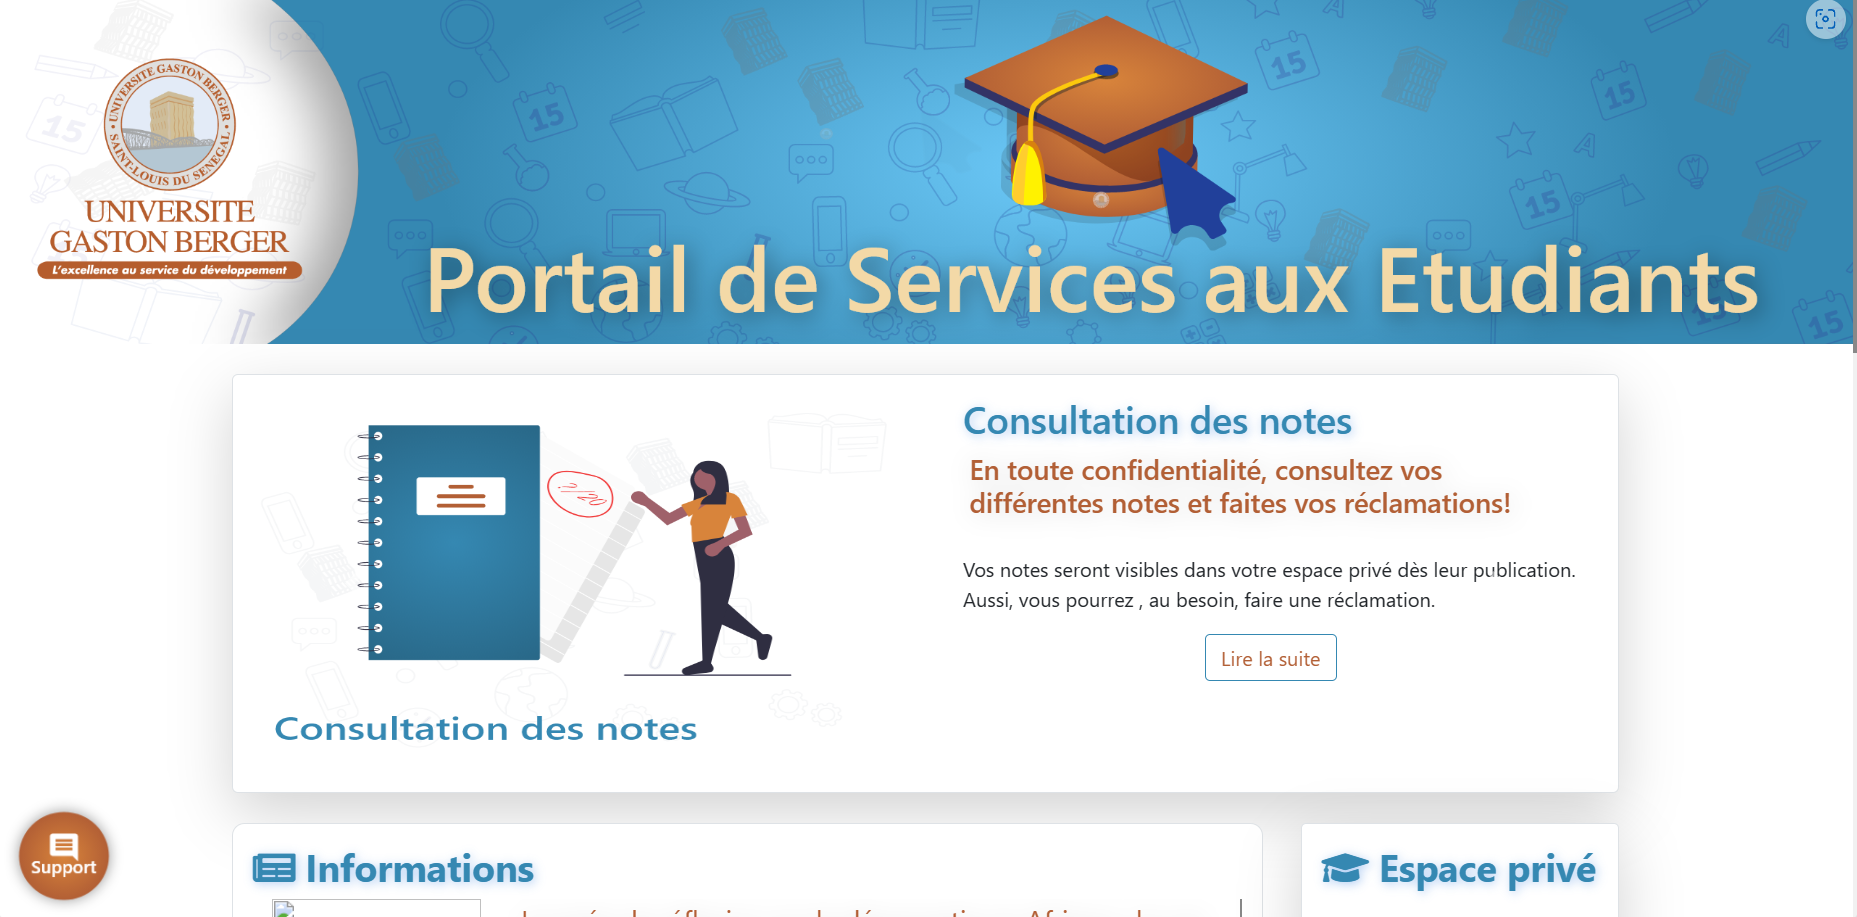 UNIVERSITE GASTON BERGER
SAINT-LOUIS DU SENEGAL
UNIVERSITE
GASTON BERGER
L'excellence au service du développement
Portail de Services aux Etudiants
Consultation des notes
En toute confidentialité, consultez vos
différentes notes et faites vos réclamations!
Vos notes seront visibles dans votre espace privé dès leur publication.
Aussi, vous pourrez , au besoin, faire une réclamation.
Lire la suite
Consultation des notes
Support
Informations
Espace privé